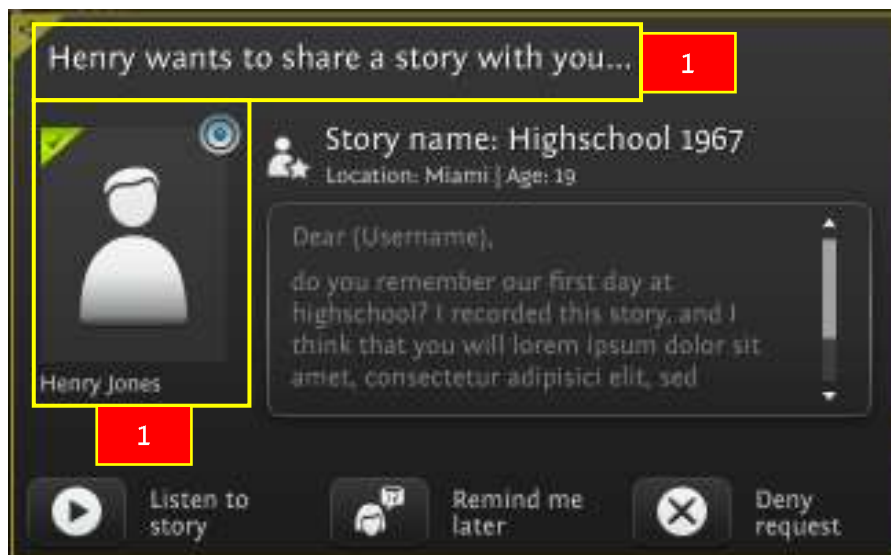 Henry wants to share a story with you...
1
Story name: Highschool 1967
Location: Miami | Age: 19
Dear (Username),
do you remember our first day at
highschool? I recorded this story, and I
think that you will lorem ipsum dolor sit
amet, consectetur adipisici elit, sed
Henry Jones
1
Listen to
story
Remind me
later
Deny
request